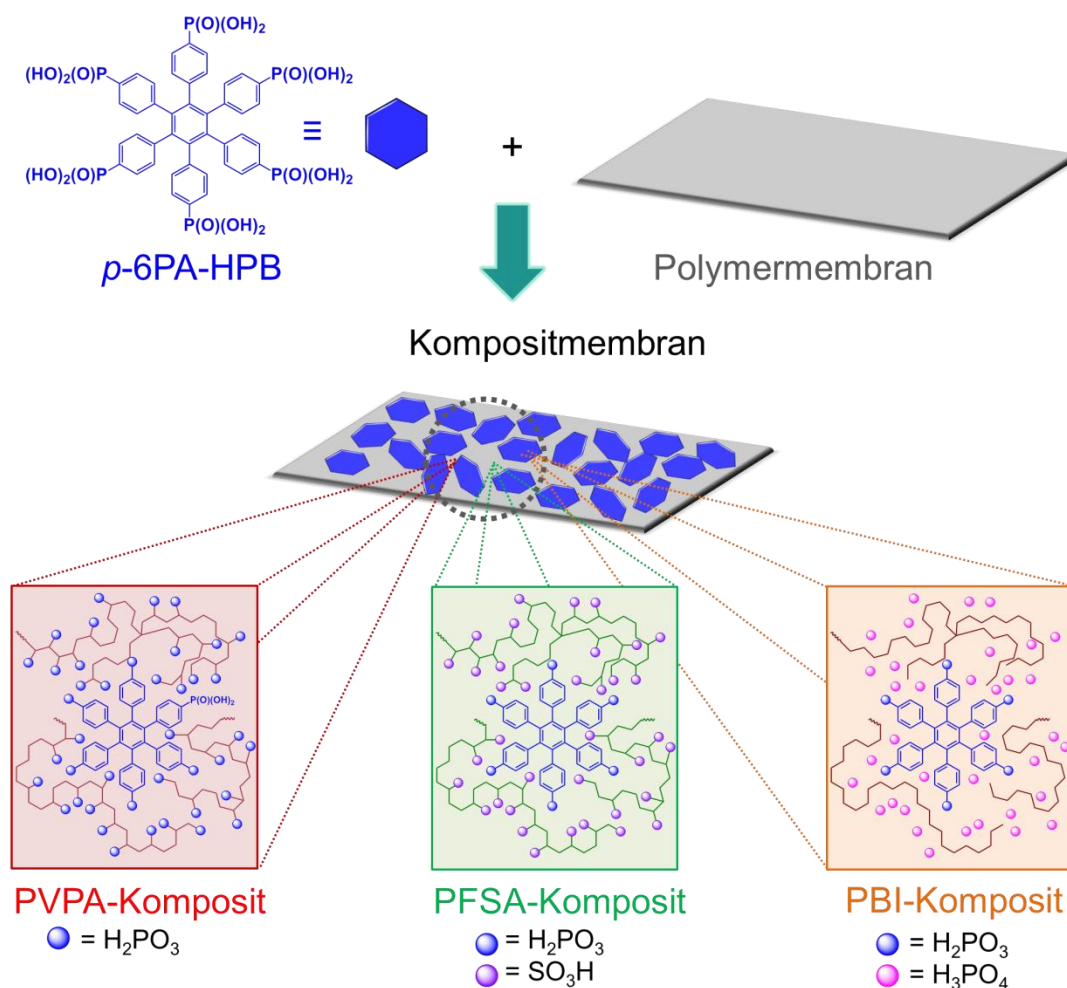 P(O)(OH)₂
(HO)₂(O)P P(O)(OH)₂
≡ +
(HO)₂(O)P P(O)(OH)₂
P(O)(OH)₂
p-6PA-HPB
Polymermembran
Kompositmembran
P(O)(OH)₂
PVPA-Komposit
= H₂PO₃
PFSA-Komposit
= H₂PO₃
= SO₃H
PBI-Komposit
= H₂PO₃
= H₃PO₄